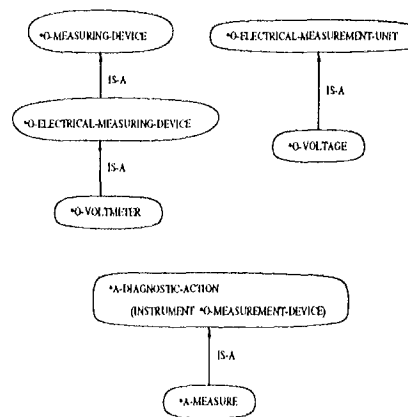 *O-MEASURING-DEVICE
IS-A
*O-ELECTRICAL-MEASURING-DEVICE
IS-A
*O-VOLTMETER
*O-ELECTRICAL-MEASUREMENT-UNIT
IS-A
*O-VOLTAGE
*A-DIAGNOSTIC-ACTION
(INSTRUMENT *O-MEASUREMENT-DEVICE)
IS-A
*A-MEASURE